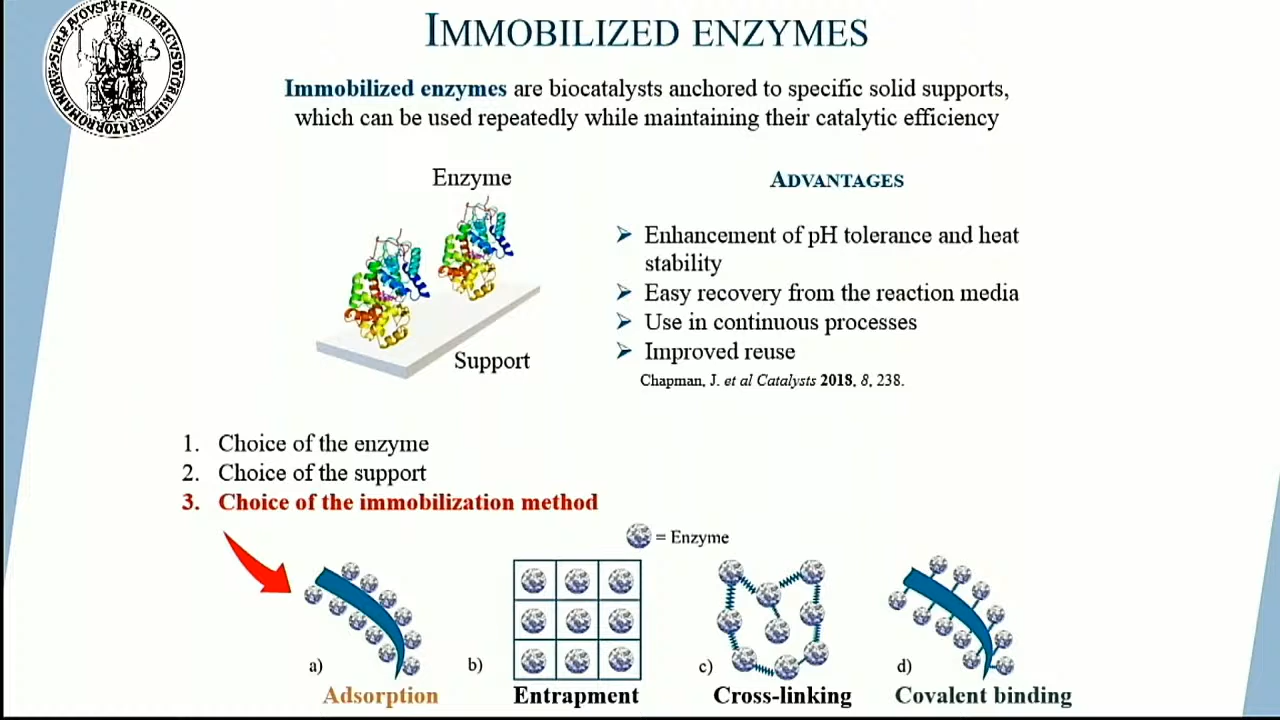 IMMOBILIZED ENZYMES
Immobilized enzymes are biocatalysts anchored to specific solid supports,
which can be used repeatedly while maintaining their catalytic efficiency
Enzyme
Support
ADVANTAGES
➢ Enhancement of pH tolerance and heat
stability
➢ Easy recovery from the reaction media
➢ Use in continuous processes
➢ Improved reuse
Chapman, J. et al Catalysts 2018, 8, 238.
1. Choice of the enzyme
2. Choice of the support
3. Choice of the immobilization method
= Enzyme
a)
Adsorption
b)
Entrapment
c)
Cross-linking
d)
Covalent binding